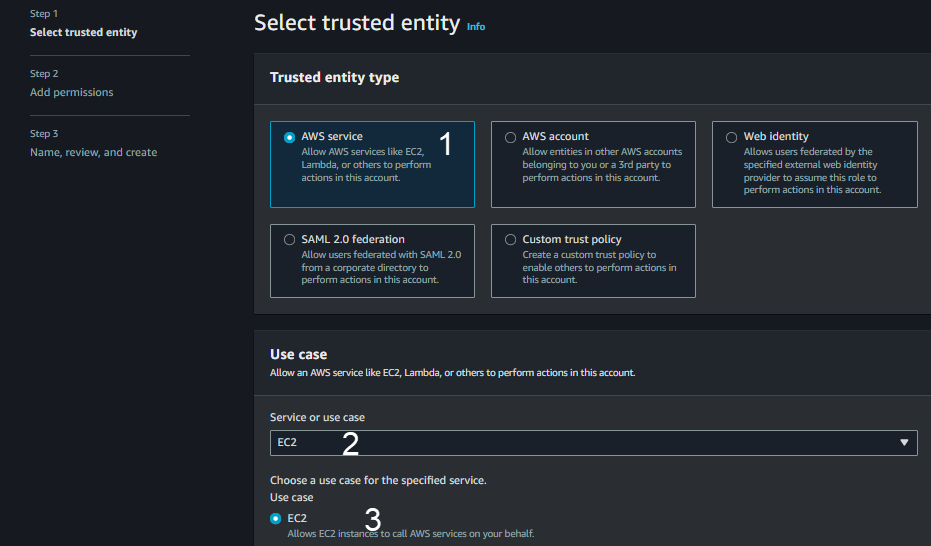 Step 1
Select trusted entity
Step 2
Add permissions
Step 3
Name, review, and create
Select trusted entity Info
Trusted entity type
AWS service
Allow AWS services like EC2,
Lambda, or others to perform
actions in this account.
1
AWS account
Allow entities in other AWS accounts
belonging to you or a 3rd party to
perform actions in this account.
Web identity
Allows users federated by the
specified external web identity
provider to assume this role to
perform actions in this account.
SAML 2.0 federation
Allow users federated with SAML 2.0
from a corporate directory to
perform actions in this account.
Custom trust policy
Create a custom trust policy to
enable others to perform actions in
this account.
Use case
Allow an AWS service like EC2, Lambda, or others to perform actions in this account.
Service or use case
EC2
2
Choose a use case for the specified service.
Use case
EC2
3
Allows EC2 instances to call AWS services on your behalf.